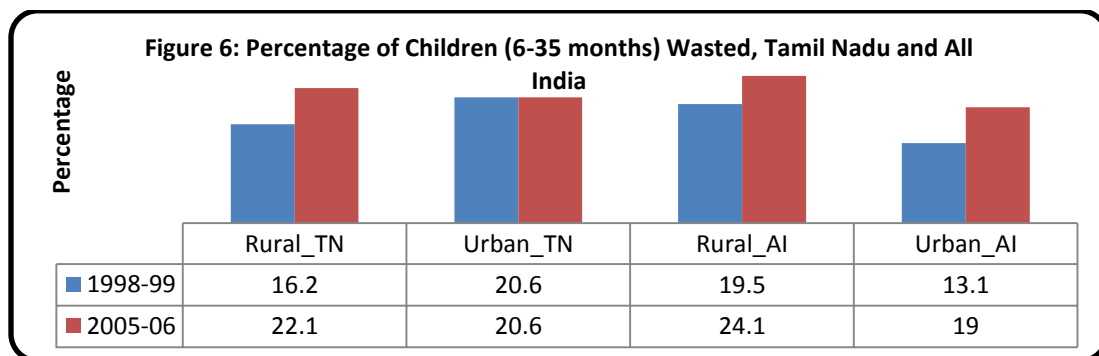 Figure 6: Percentage of Children (6-35 months) Wasted, Tamil Nadu and All
India
Percentage
Rural_TN Urban_TN Rural_AI Urban_AI
1998-99 16.2 20.6 19.5 13.1
2005-06 22.1 20.6 24.1 19